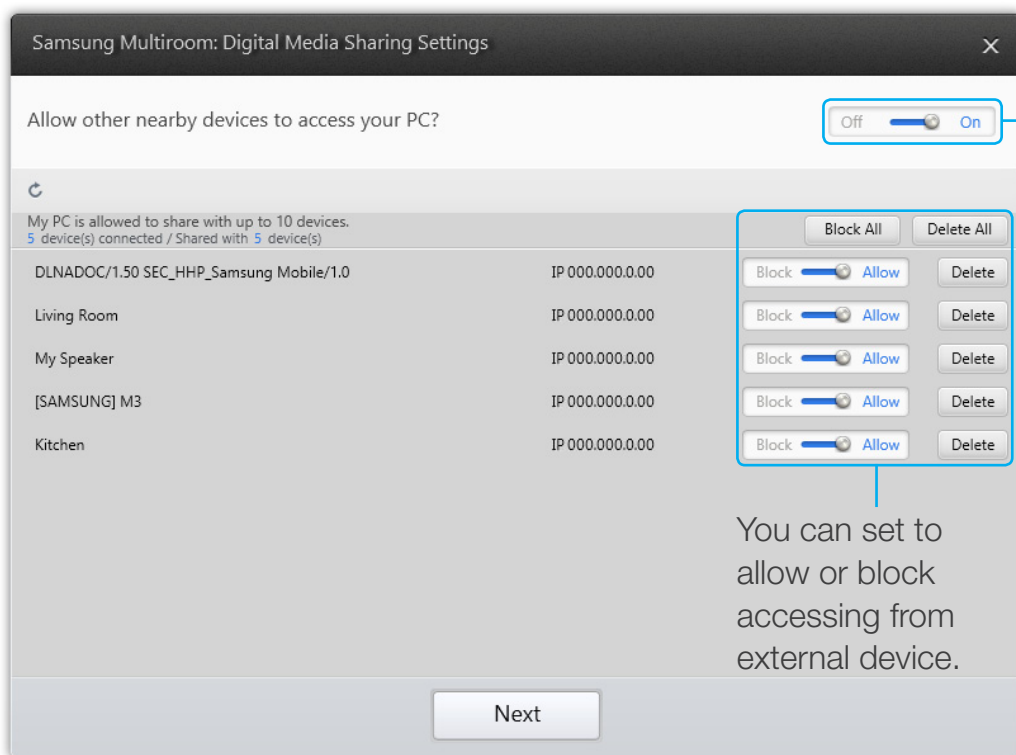 Samsung Multiroom: Digital Media Sharing Settings X
Allow other nearby devices to access your PC? Off On
My PC is allowed to share with up to 10 devices.
5 device(s) connected / Shared with 5 device(s) Block All Delete All
DLNADOC/1.50 SEC_HHP_Samsung Mobile/1.0 IP 000.000.0.00 Block Allow Delete
Living Room IP 000.000.0.00 Block Allow Delete
My Speaker IP 000.000.0.00 Block Allow Delete
[SAMSUNG] M3 IP 000.000.0.00 Block Allow Delete
Kitchen IP 000.000.0.00 Block Allow Delete
You can set to
allow or block
accessing from
external device.
Next